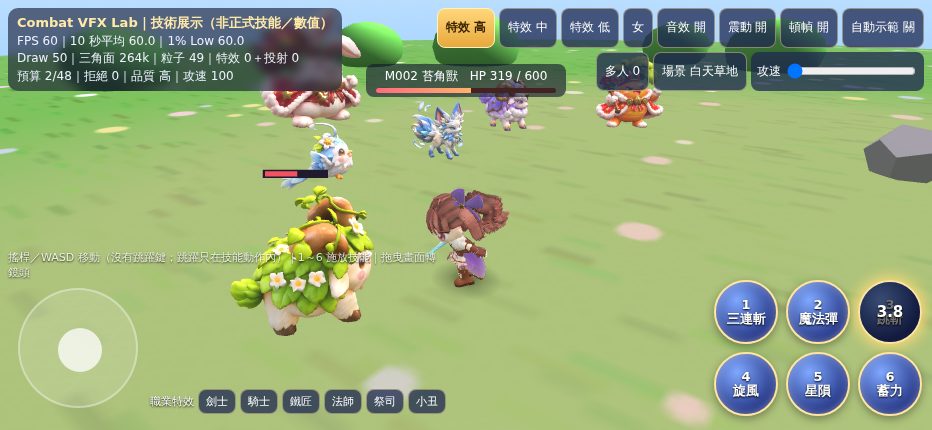 Combat VFX Lab｜技術展示（非正式技能／數值）
FPS 60｜10 秒平均 60.0｜1% Low 60.0
Draw 50｜三角面 264k｜粒子 49｜特效 0＋投射 0
預算 2/48｜拒絕 0｜品質 高｜攻速 100
特效 高
特效 中
特效 低
女
音效 開
震動 開
頓幀 開
自動示範 關
M002 苔角獸 HP 319 / 600
多人 0
場景 白天草地
攻速
搖桿／WASD 移動（沒有跳躍鍵；跳躍只在技能動作內）｜1～6 施放技能｜拖曳畫面轉
鏡頭
1
三連斬
2
魔法彈
3.8
4
旋風
5
星隕
6
蓄力
職業特效
劍士
騎士
鐵匠
法師
祭司
小丑